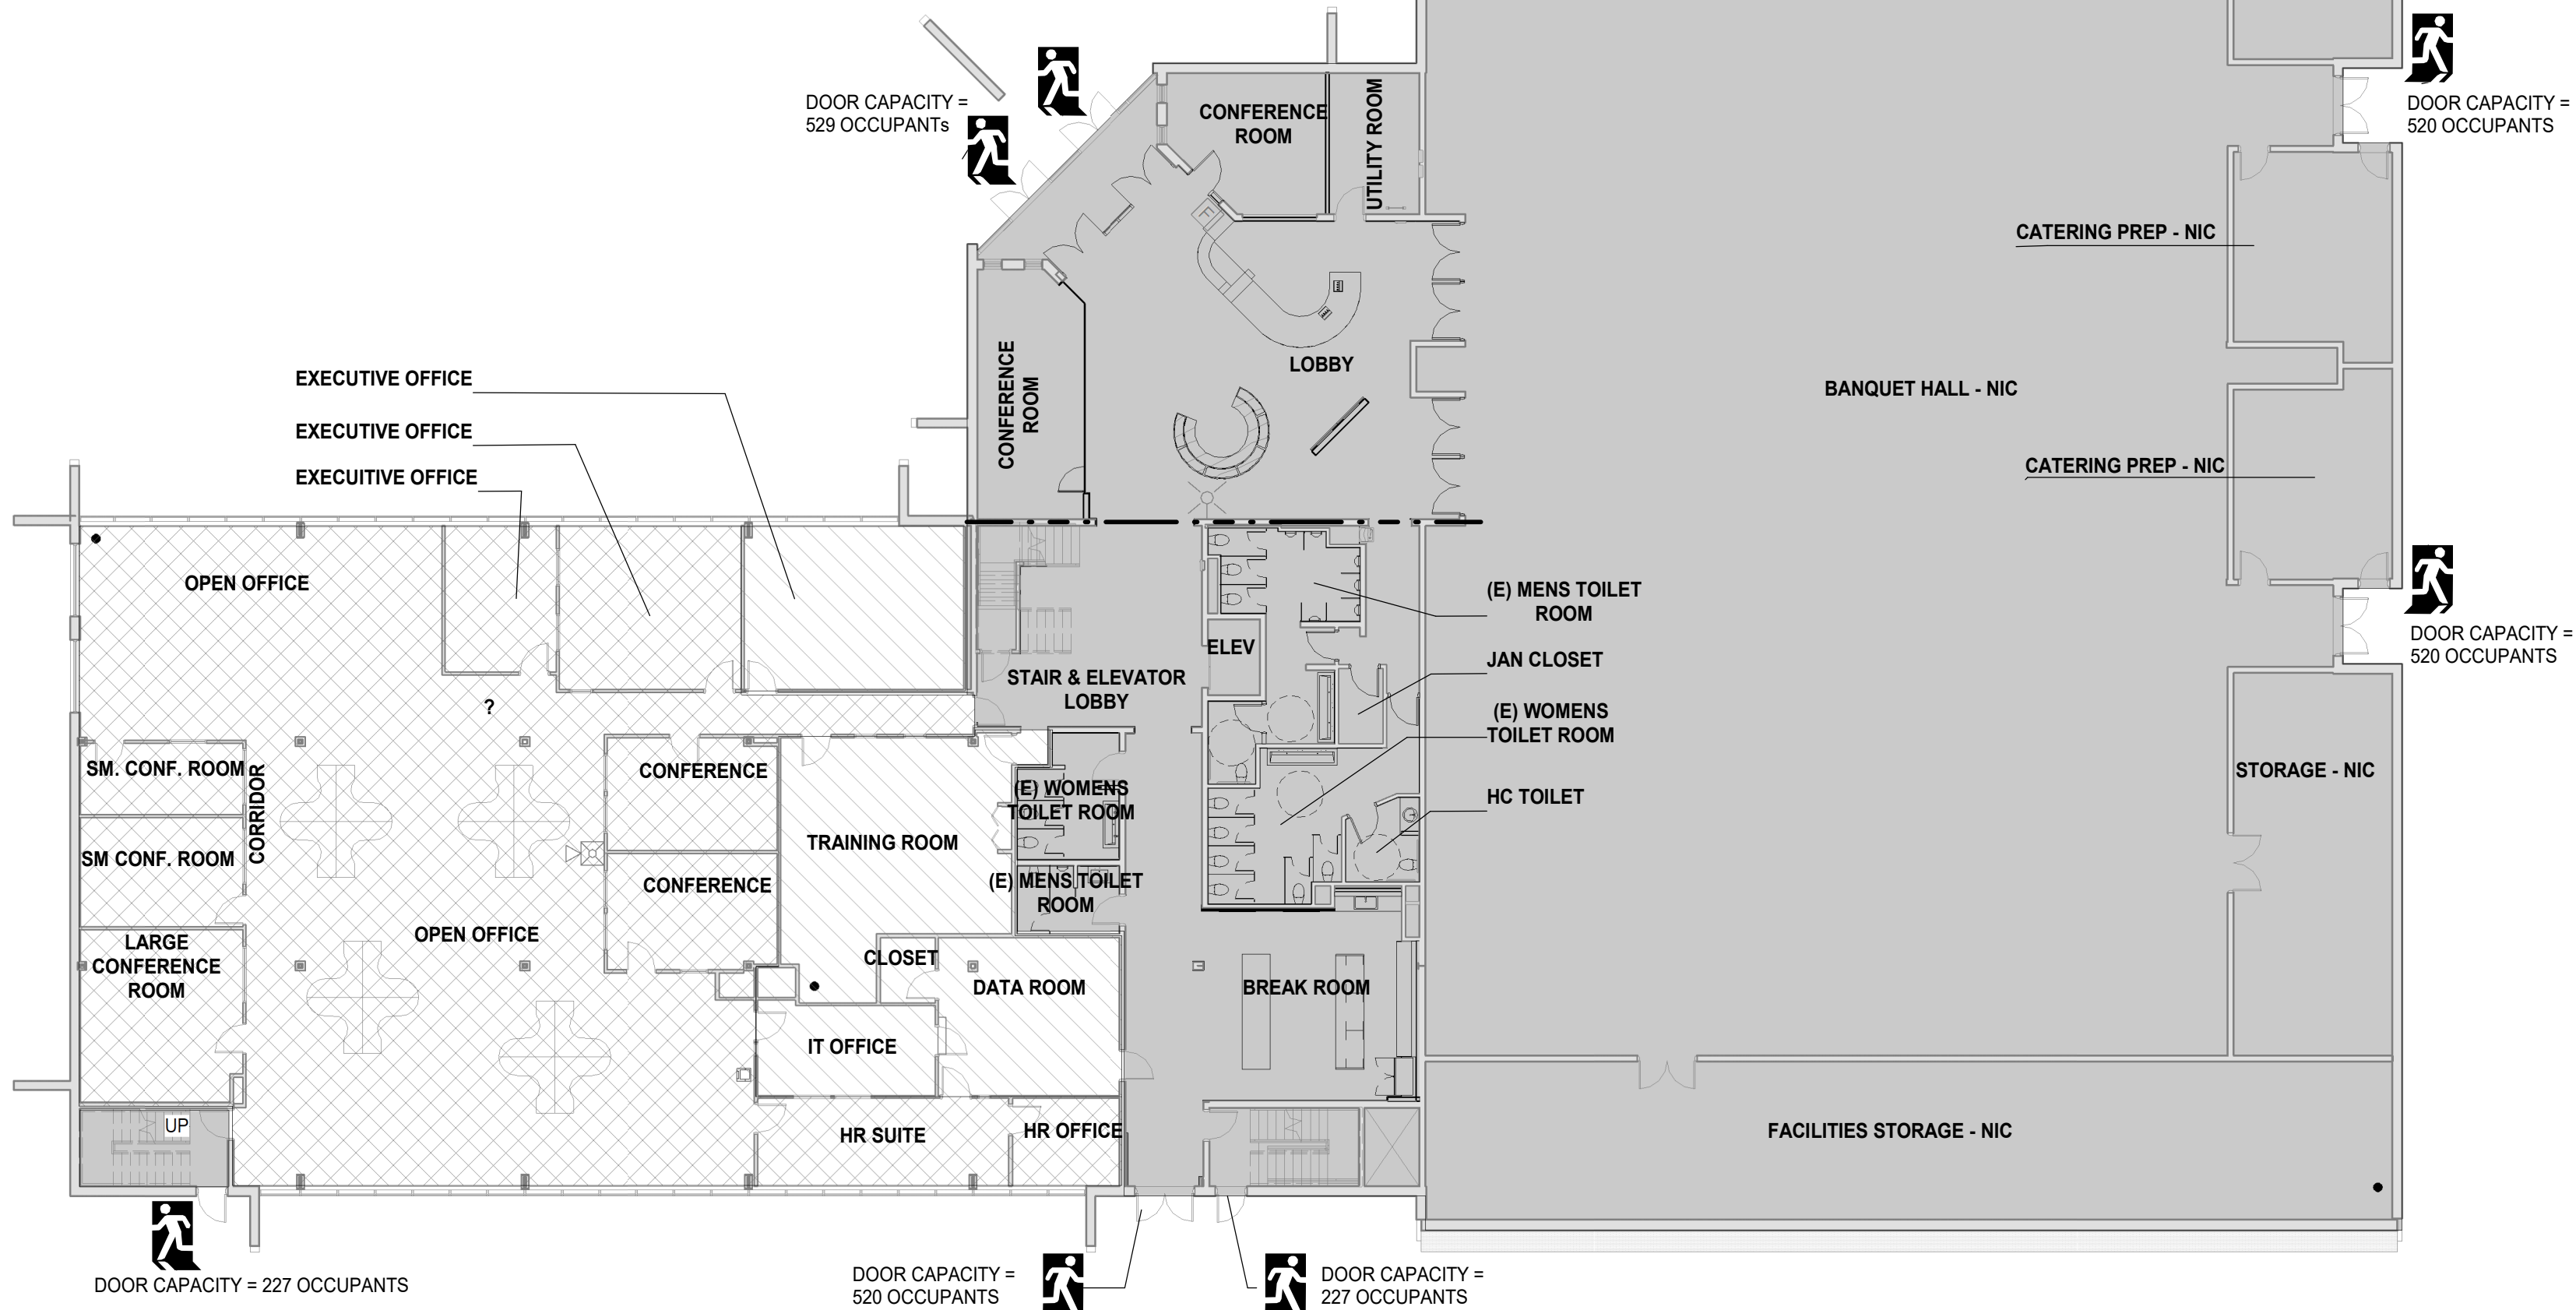 DOOR CAPACITY =
529 OCCUPANTs
CONFERENCE
ROOM
UTILITY ROOM
DOOR CAPACITY =
520 OCCUPANTS
CATERING PREP - NIC
F
EXECUTIVE OFFICE
CONFERENCE
ROOM
LOBBY
BANQUET HALL - NIC
EXECUTIVE OFFICE
EXECUITIVE OFFICE
CATERING PREP - NIC
OPEN OFFICE
(E) MENS TOILET
ROOM
DOOR CAPACITY =
520 OCCUPANTS
ELEV
JAN CLOSET
STAIR & ELEVATOR
LOBBY
?
(E) WOMENS
TOILET ROOM
SM. CONF. ROOM
CORRIDOR
CONFERENCE
(E) WOMENS
TOILET ROOM
HC TOILET
STORAGE - NIC
SM CONF. ROOM
TRAINING ROOM
CONFERENCE
(E) MENS TOILET
ROOM
LARGE
CONFERENCE
ROOM
OPEN OFFICE
CLOSET
DATA ROOM
BREAK ROOM
IT OFFICE
UP
HR SUITE
HR OFFICE
FACILITIES STORAGE - NIC
DOOR CAPACITY = 227 OCCUPANTS
DOOR CAPACITY =
520 OCCUPANTS
DOOR CAPACITY =
227 OCCUPANTS